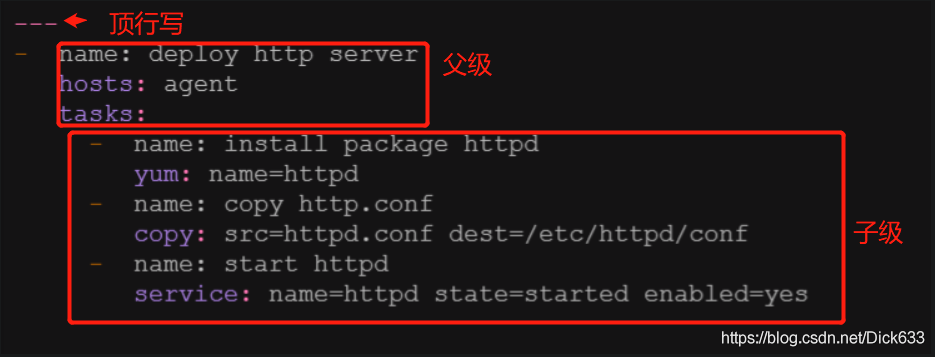 --- 顶行写
- name: deploy http server
hosts: agent
tasks:
父级
- name: install package httpd
yum: name=httpd
- name: copy http.conf
copy: src=httpd.conf dest=/etc/httpd/conf
- name: start httpd
service: name=httpd state=started enabled=yes
子级
https://blog.csdn.net/Dick633